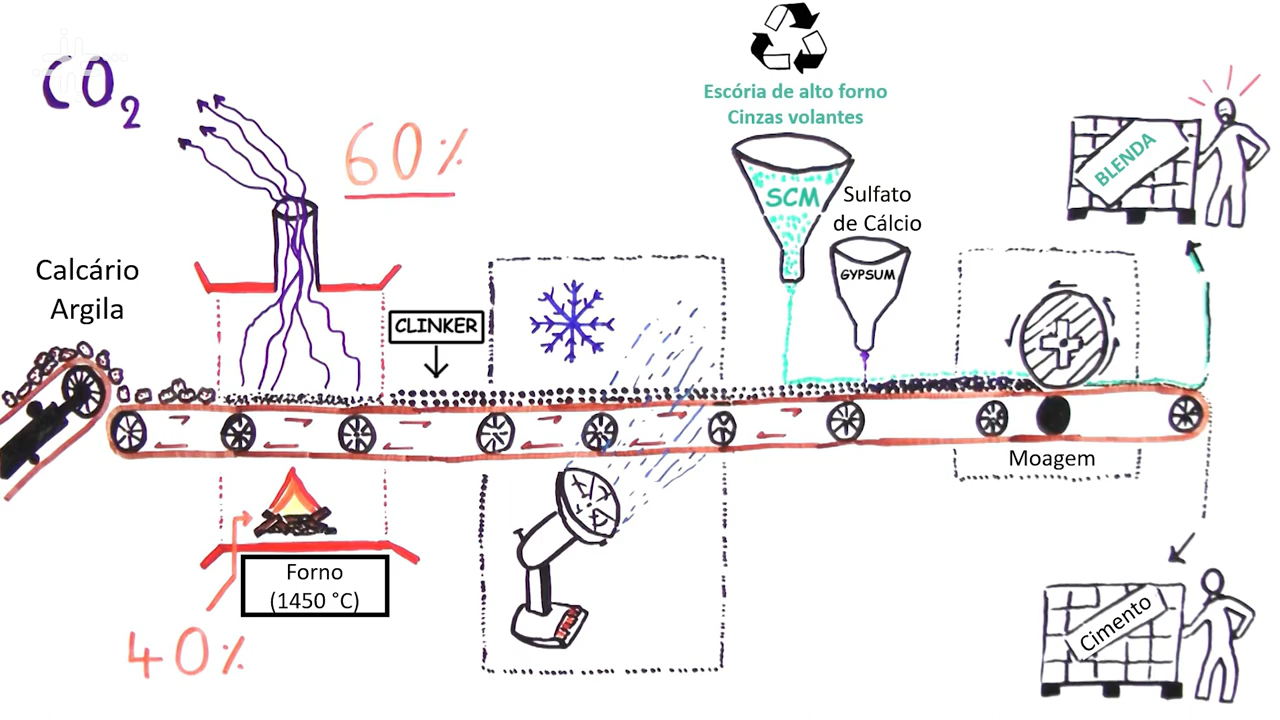 CO₂
60%
Escória de alto forno
Cinzas volantes
SCM
Sulfato
de Cálcio
GYPSUM
BLENDA
Calcário
Argila
CLINKER
Moagem
Forno
(1450 °C)
40%
Cimento